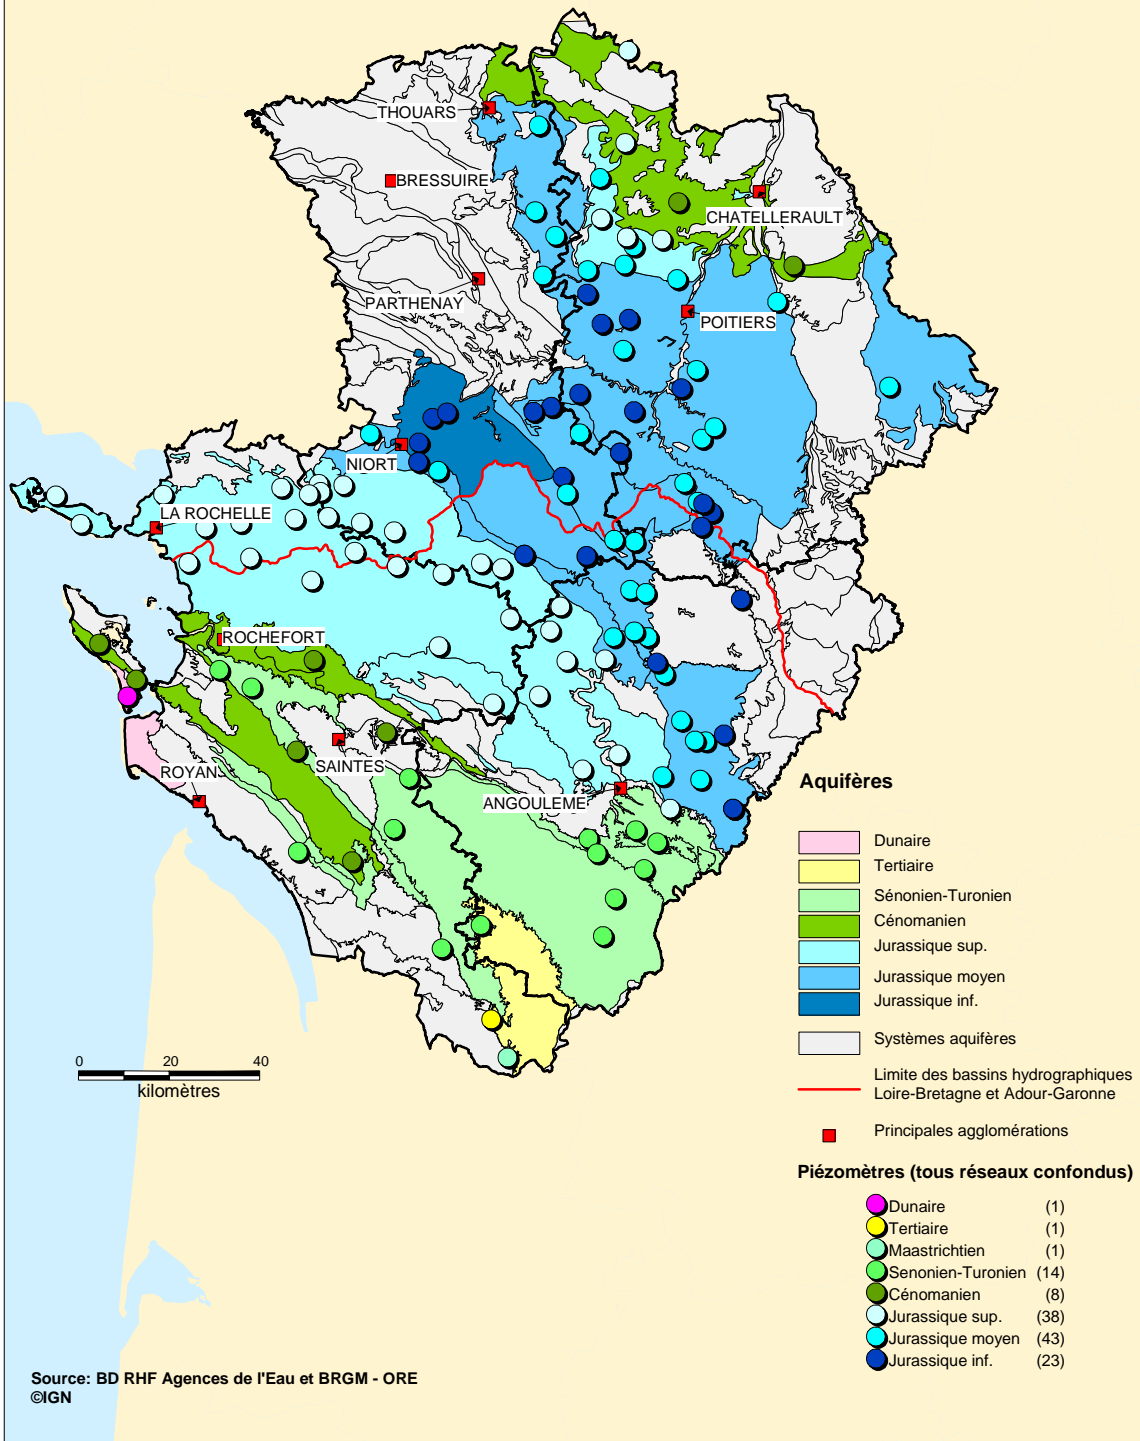 THOUARS
BRESSUIRE
CHATELLERAULT
PARTHENAY
POITIERS
NIORT
LA ROCHELLE
ROCHEFORT
ROYAN
SAINTES
ANGOULEME
0 20 40
kilomètres
Aquifères
Dunaire
Tertiaire
Sénonien-Turonien
Cénomanien
Jurassique sup.
Jurassique moyen
Jurassique inf.
Systèmes aquifères
Limite des bassins hydrographiques
Loire-Bretagne et Adour-Garonne
Principales agglomérations
Piézomètres (tous réseaux confondus)
Dunaire (1)
Tertiaire (1)
Maastrichtien (1)
Senonien-Turonien (14)
Cénomanien (8)
Jurassique sup. (38)
Jurassique moyen (43)
Jurassique inf. (23)
Source: BD RHF Agences de l'Eau et BRGM - ORE
©IGN